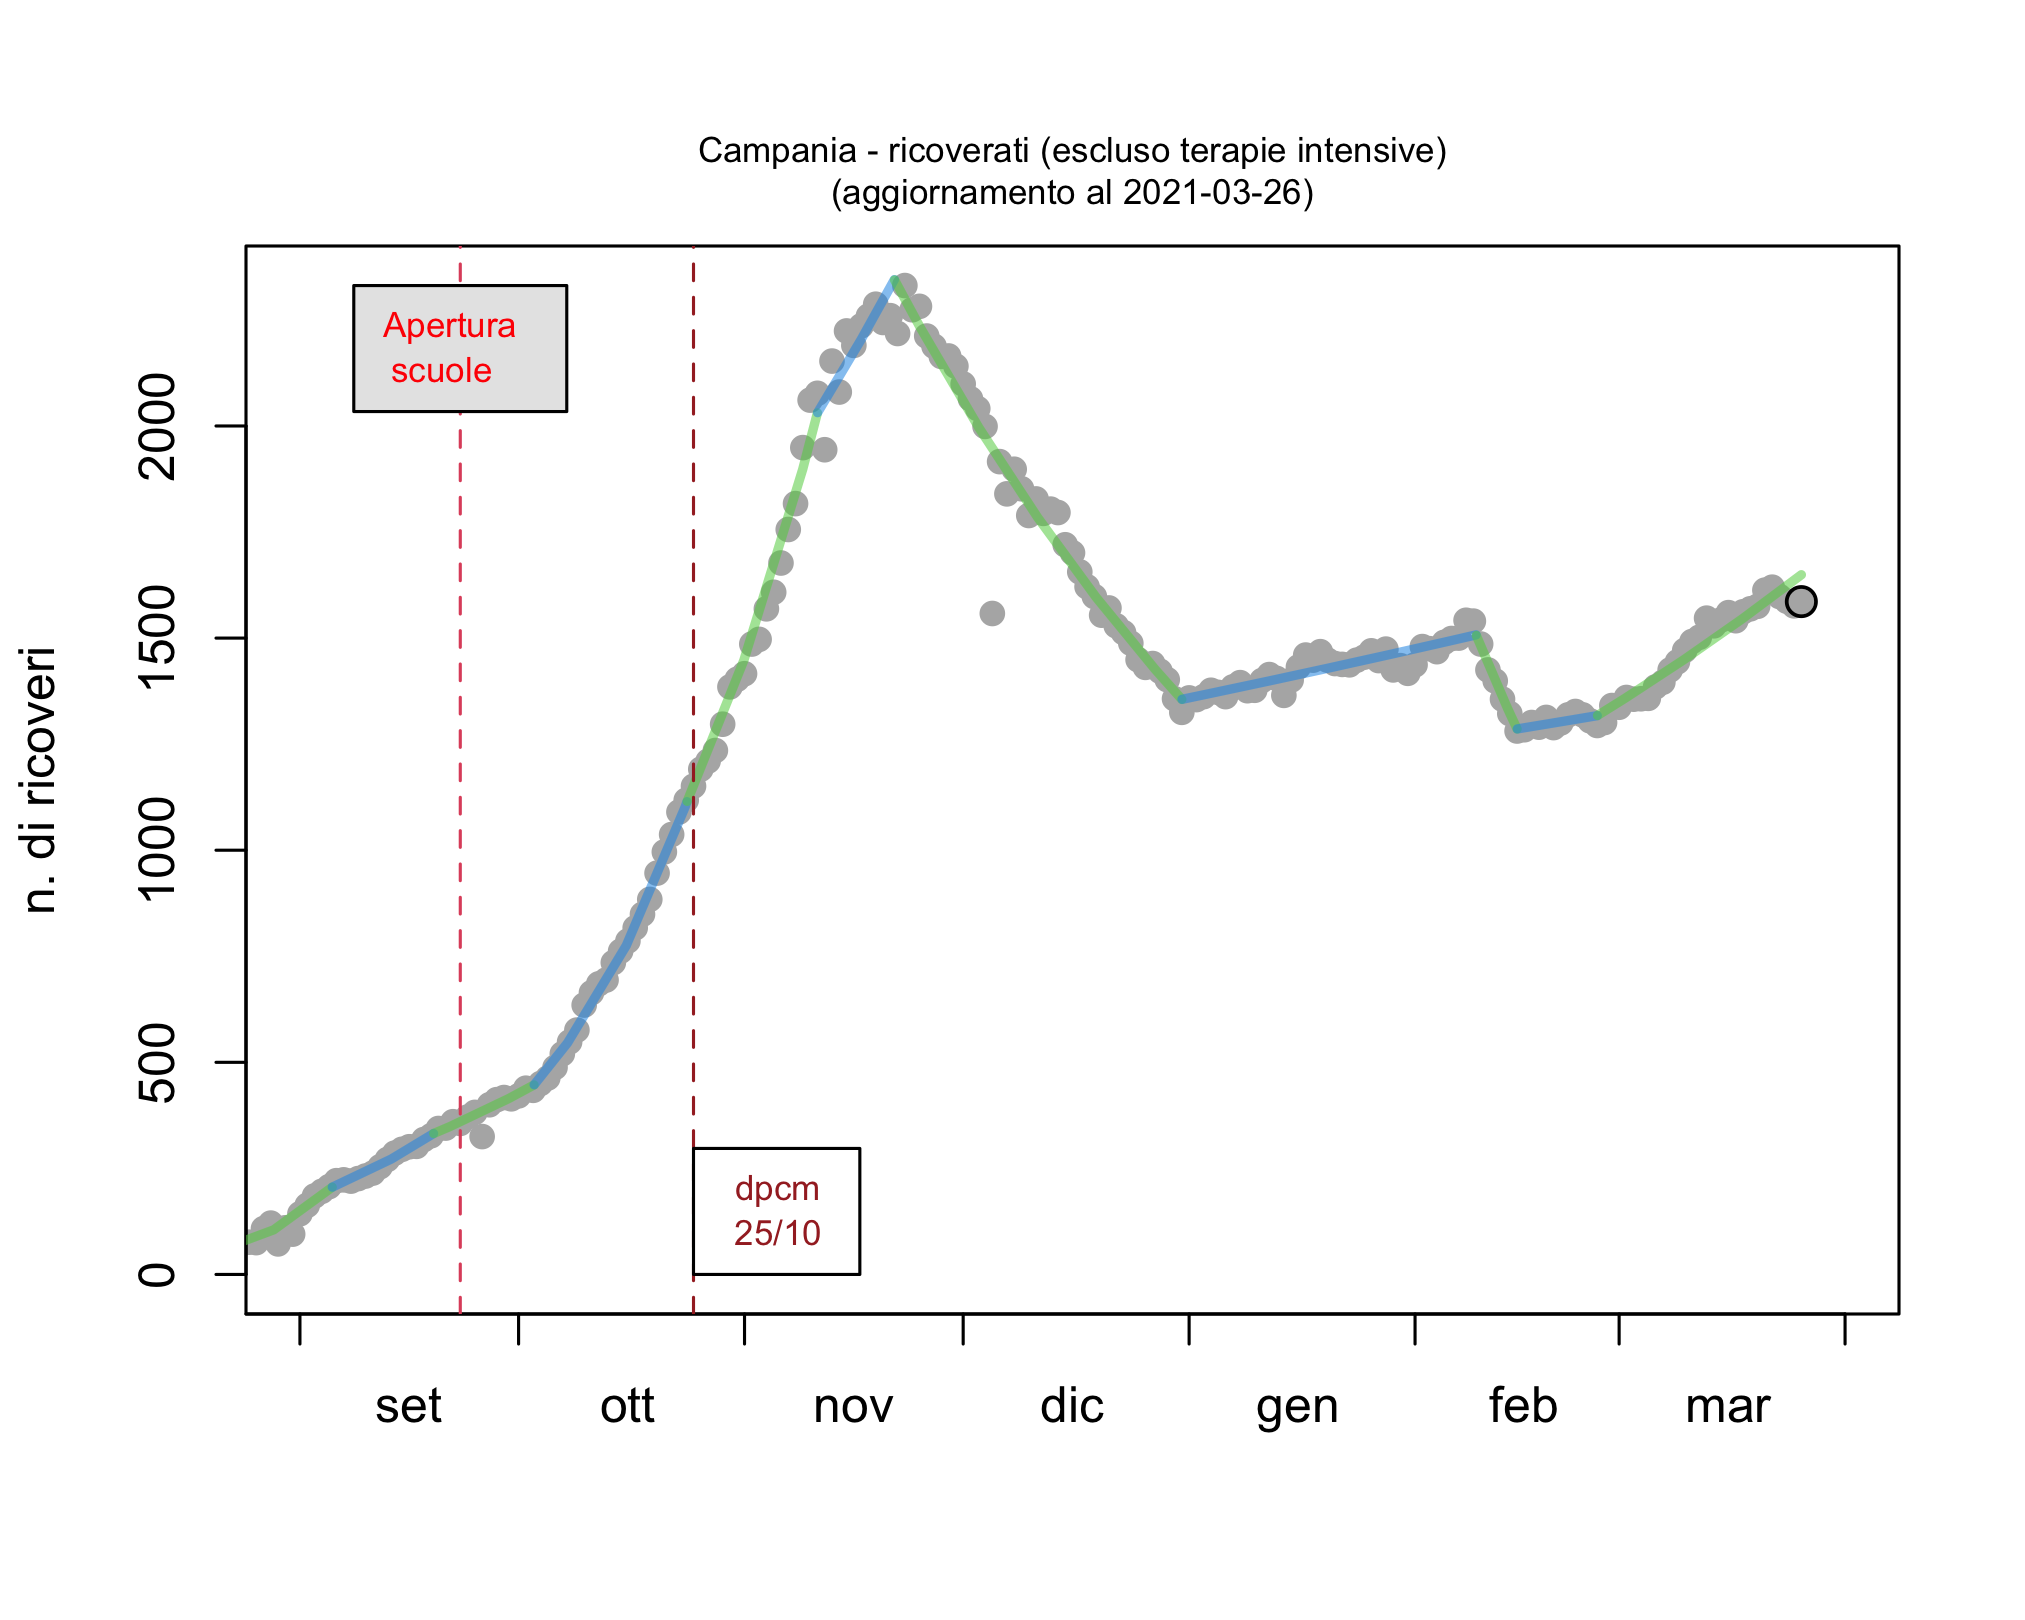 Campania - ricoverati (escluso terapie intensive)
(aggiornamento al 2021-03-26)
Apertura
scuole
dpcm
25/10
n. di ricoveri
2000
1500
1000
500
0
set ott nov dic gen feb mar